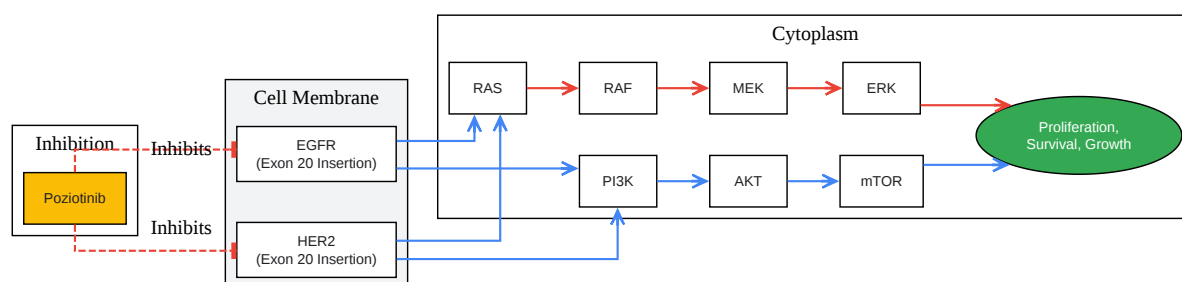 Cytoplasm
RAS
RAF
MEK
ERK
Cell Membrane
Inhibition
Inhibits
EGFR
(Exon 20 Insertion)
Proliferation,
Survival, Growth
Poziotinib
PI3K
AKT
mTOR
Inhibits
HER2
(Exon 20 Insertion)